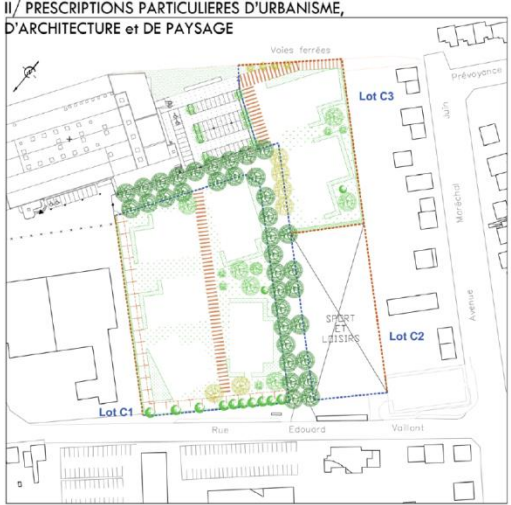 II/ PRESCRIPTIONS PARTICULIERES D'URBANISME,
D'ARCHITECTURE et DE PAYSAGE
Voies ferrées
Prévoyance
Lot C3
Juin
Maréchal
Avenue
SPORT
ET
LOISIRS
Lot C2
Lot C1
Rue Edouard Vaillant